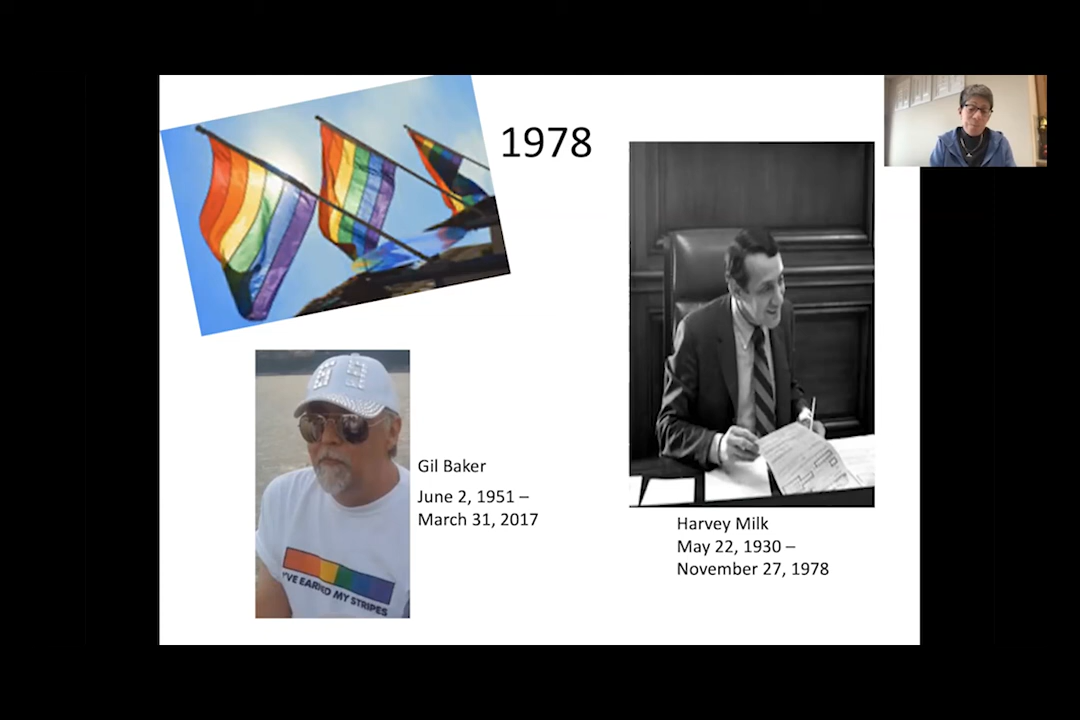 1978
Gil Baker
June 2, 1951 –
March 31, 2017
I'VE EARNED MY STRIPES
Harvey Milk
May 22, 1930 –
November 27, 1978